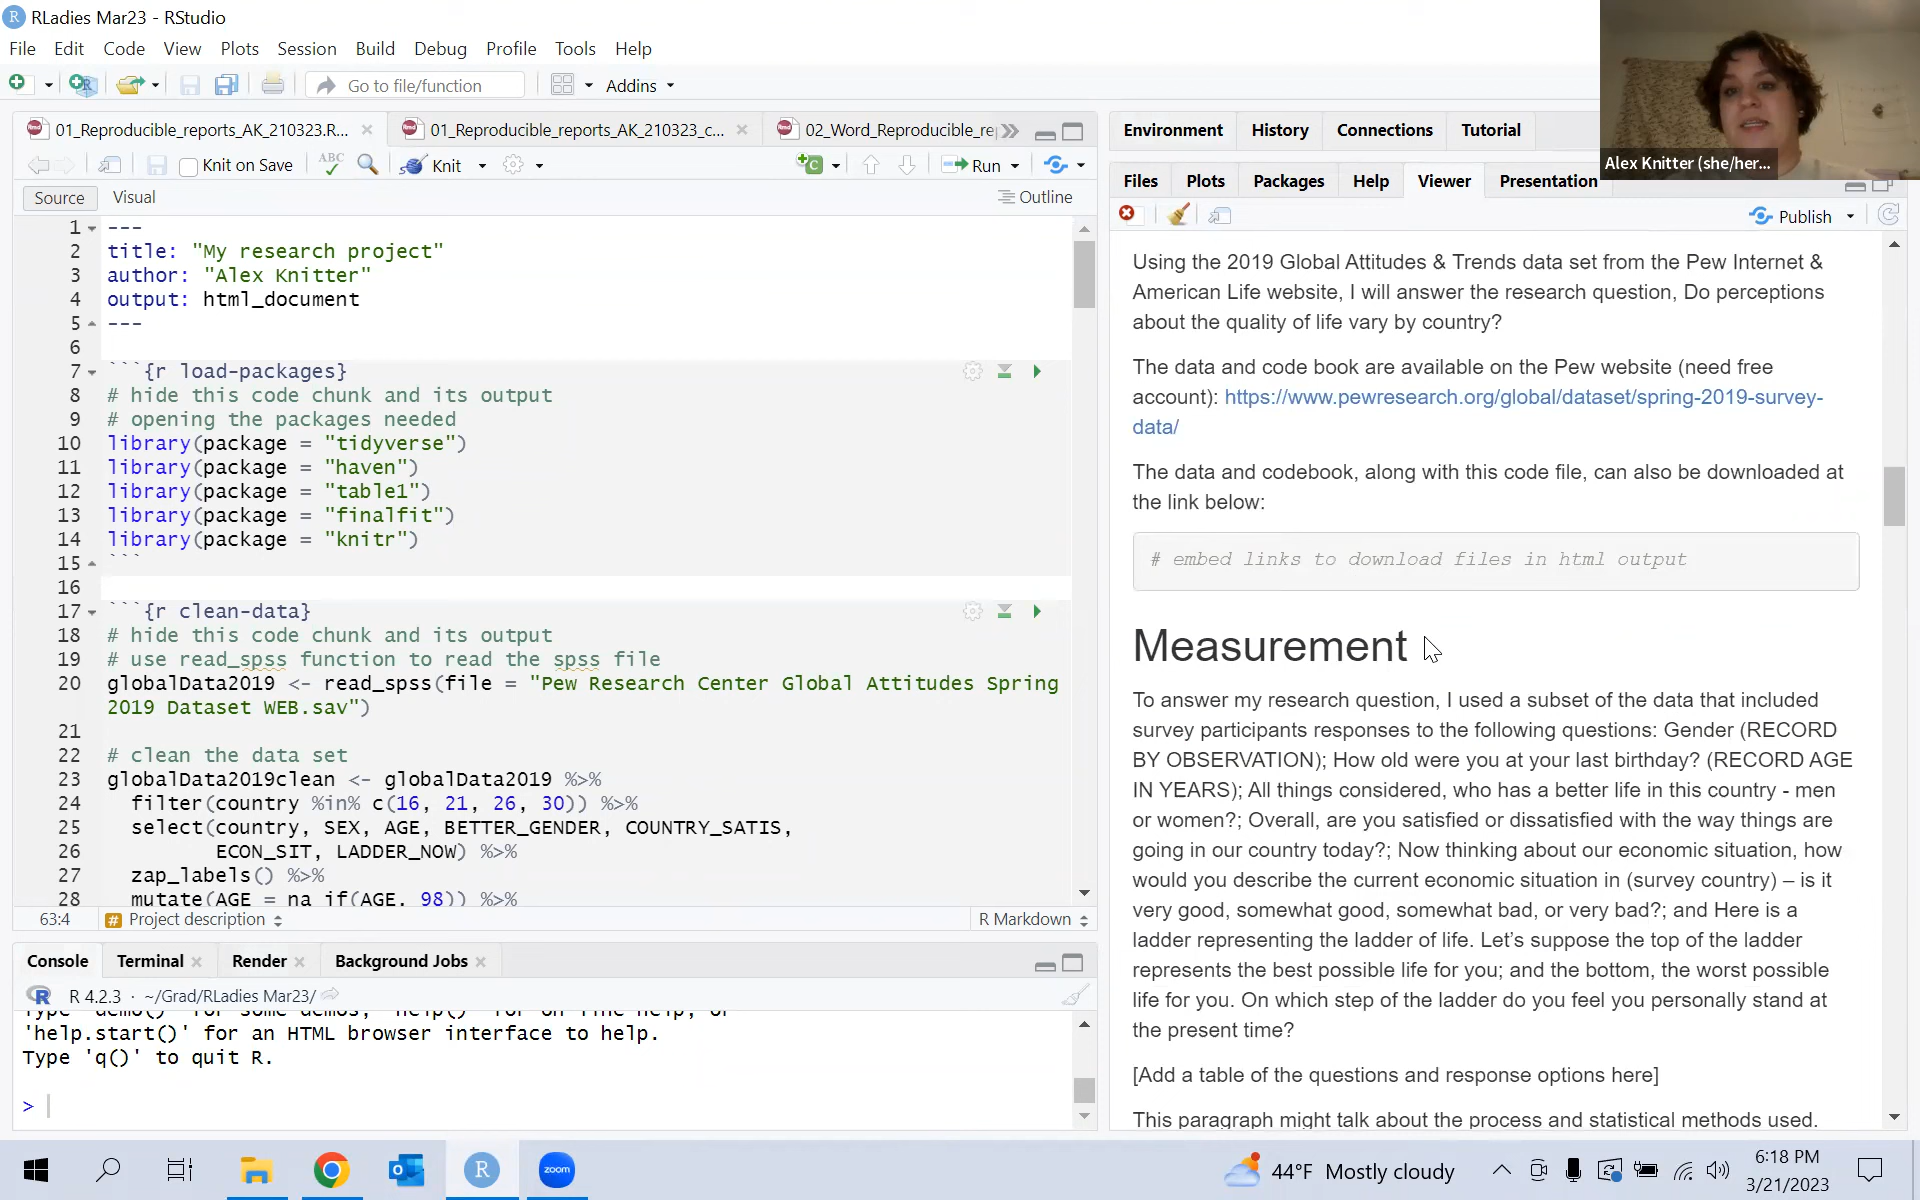 RLadies Mar23 - RStudio
File Edit Code View Plots Session Build Debug Profile Tools Help
Go to file/function Addins
01_Reproducible_reports_AK_210323.R... 01_Reproducible_reports_AK_210323_c... 02_Word_Reproducible_re
Knit on Save ABC Knit Run
Source Visual Outline
1 ---
2 title: "My research project"
3 author: "Alex Knitter"
4 output: html_document
5 ---
6
7 ```{r load-packages}
8 # hide this code chunk and its output
9 # opening the packages needed
10 library(package = "tidyverse")
11 library(package = "haven")
12 library(package = "table1")
13 library(package = "finalfit")
14 library(package = "knitr")
15 ```
16
17 ```{r clean-data}
18 # hide this code chunk and its output
19 # use read_spss function to read the spss file
20 globalData2019 <- read_spss(file = "Pew Research Center Global Attitudes Spring
2019 Dataset WEB.sav")
21
22 # clean the data set
23 globalData2019clean <- globalData2019 %>%
24 filter(country %in% c(16, 21, 26, 30)) %>%
25 select(country, SEX, AGE, BETTER_GENDER, COUNTRY_SATIS,
26 ECON_SIT, LADDER_NOW) %>%
27 zap_labels() %>%
28 mutate(AGE = na_if(AGE, 98)) %>%
63:4 # Project description R Markdown
Console Terminal Render Background Jobs
R 4.2.3 · ~/Grad/RLadies Mar23/
Type 'demo()' for some demos, 'help()' for on-line help, or
'help.start()' for an HTML browser interface to help.
Type 'q()' to quit R.
>
Environment History Connections Tutorial
Alex Knitter (she/her...
Files Plots Packages Help Viewer Presentation
Publish
Using the 2019 Global Attitudes & Trends data set from the Pew Internet &
American Life website, I will answer the research question, Do perceptions
about the quality of life vary by country?
The data and code book are available on the Pew website (need free
account): https://www.pewresearch.org/global/dataset/spring-2019-survey-
data/
The data and codebook, along with this code file, can also be downloaded at
the link below:
# embed links to download files in html output
Measurement
To answer my research question, I used a subset of the data that included
survey participants responses to the following questions: Gender (RECORD
BY OBSERVATION); How old were you at your last birthday? (RECORD AGE
IN YEARS); All things considered, who has a better life in this country - men
or women?; Overall, are you satisfied or dissatisfied with the way things are
going in our country today?; Now thinking about our economic situation, how
would you describe the current economic situation in (survey country) – is it
very good, somewhat good, somewhat bad, or very bad?; and Here is a
ladder representing the ladder of life. Let's suppose the top of the ladder
represents the best possible life for you; and the bottom, the worst possible
life for you. On which step of the ladder do you feel you personally stand at
the present time?
[Add a table of the questions and response options here]
This paragraph might talk about the process and statistical methods used.
zoom
44°F Mostly cloudy
6:18 PM
3/21/2023